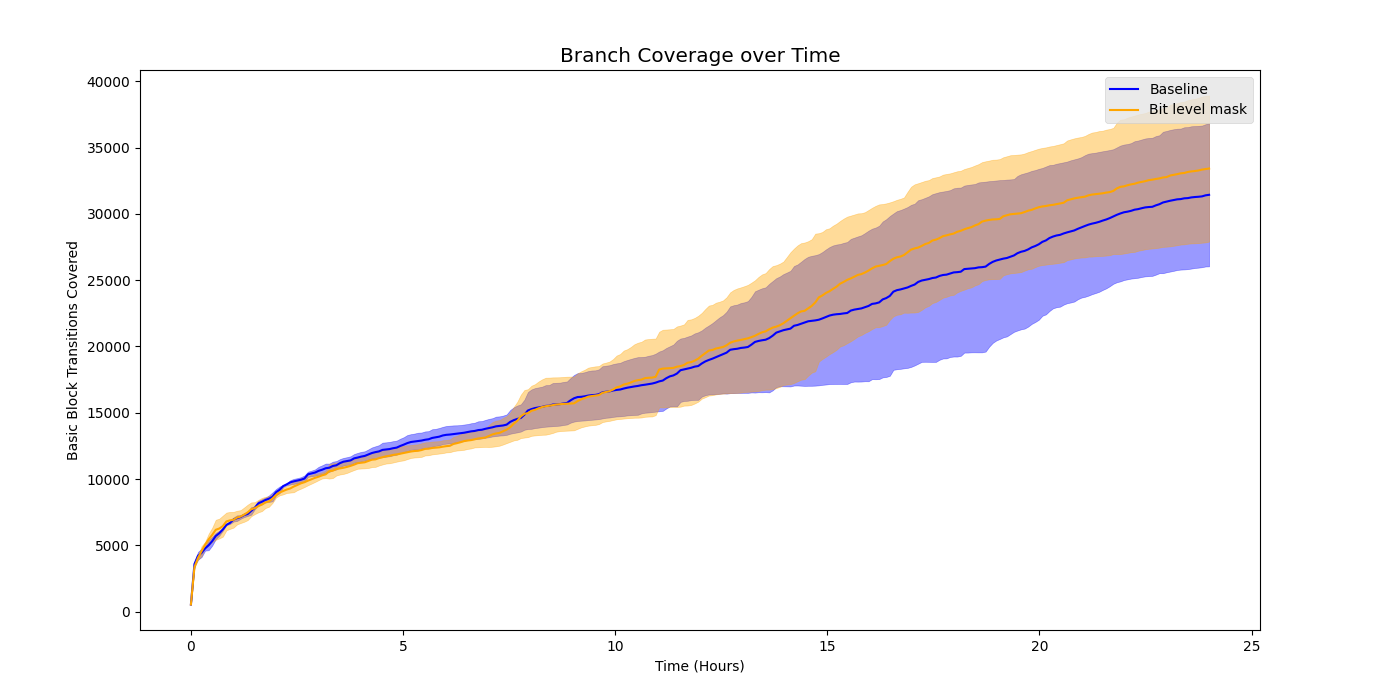 Branch Coverage over Time
Baseline
Bit level mask
40000
35000
30000
25000
20000
15000
10000
5000
0
Basic Block Transitions Covered
0 5 10 15 20 25
Time (Hours)